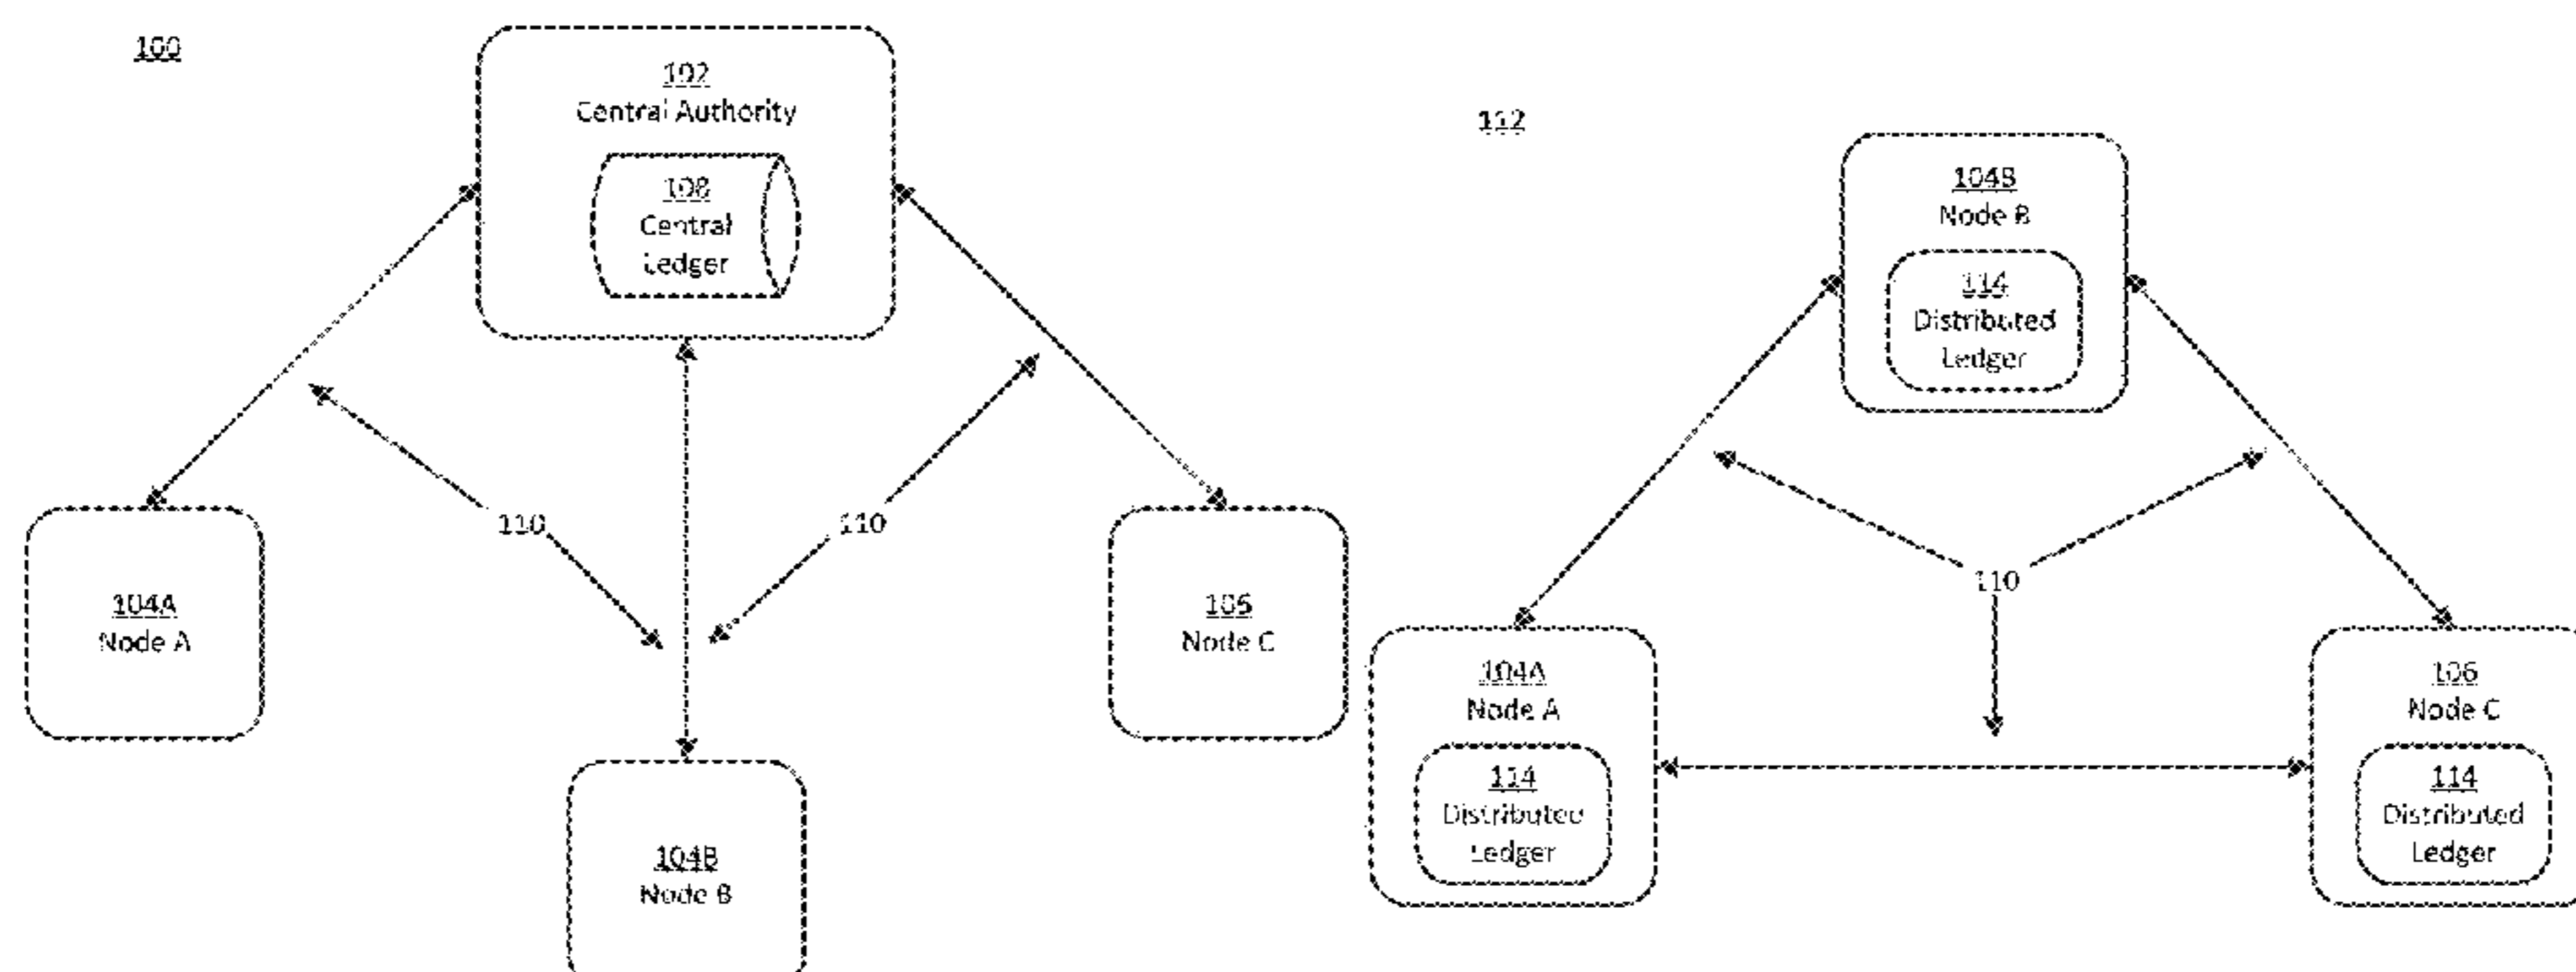 100
102
Central Authority
108
Central
Ledger
110
110
104A
Node A
106
Node C
104B
Node B
112
104B
Node B
114
Distributed
Ledger
110
104A
Node A
114
Distributed
Ledger
106
Node C
114
Distributed
Ledger